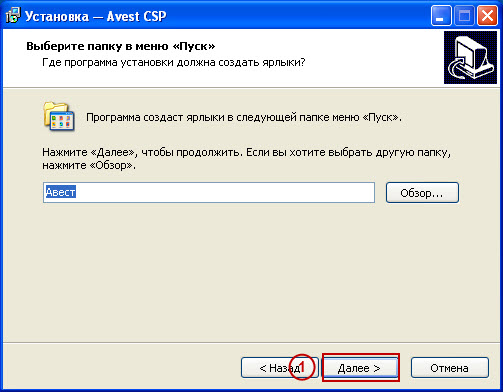 Установка — Avest CSP
Выберите папку в меню «Пуск»
Где программа установки должна создать ярлыки?
Программа создаст ярлыки в следующей папке меню «Пуск».
Нажмите «Далее», чтобы продолжить. Если вы хотите выбрать другую папку,
нажмите «Обзор».
Авест
Обзор...
< Назад
1
Далее >
Отмена